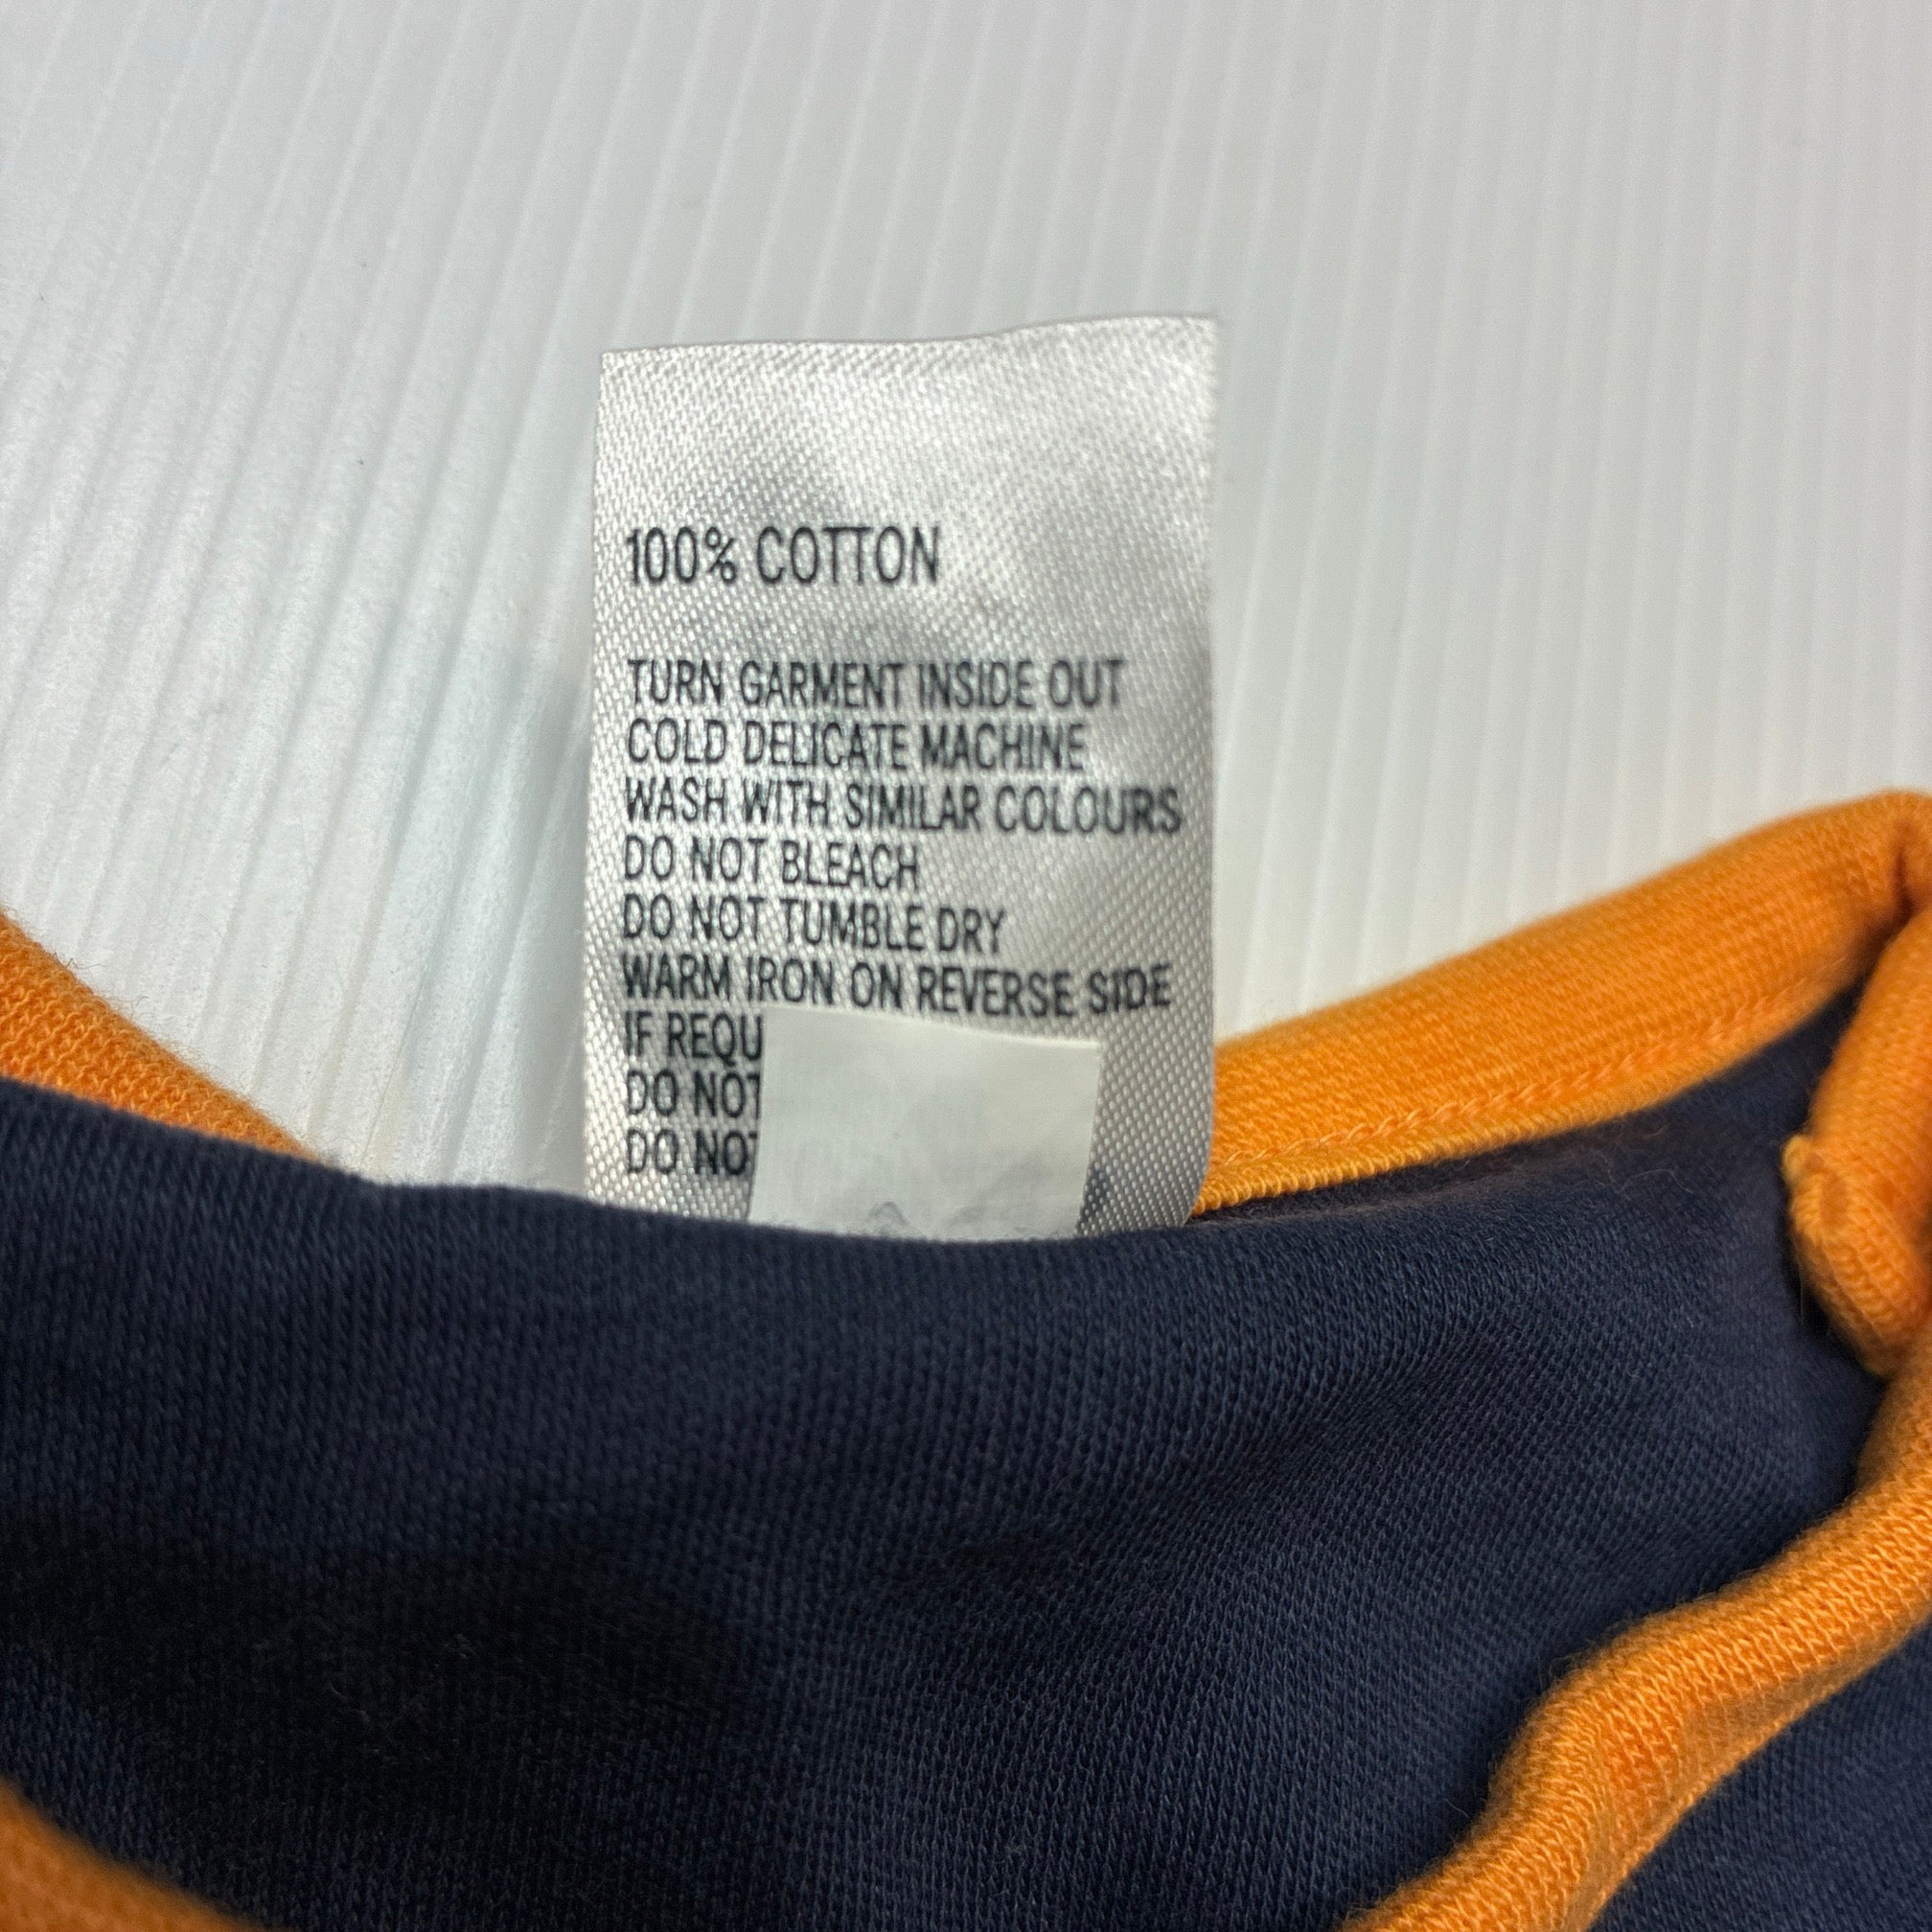 100% COTTON
TURN GARMENT INSIDE OUT
COLD DELICATE MACHINE
WASH WITH SIMILAR COLOURS
DO NOT BLEACH
DO NOT TUMBLE DRY
WARM IRON ON REVERSE SIDE
IF REQU
DO NOT
DO NOT